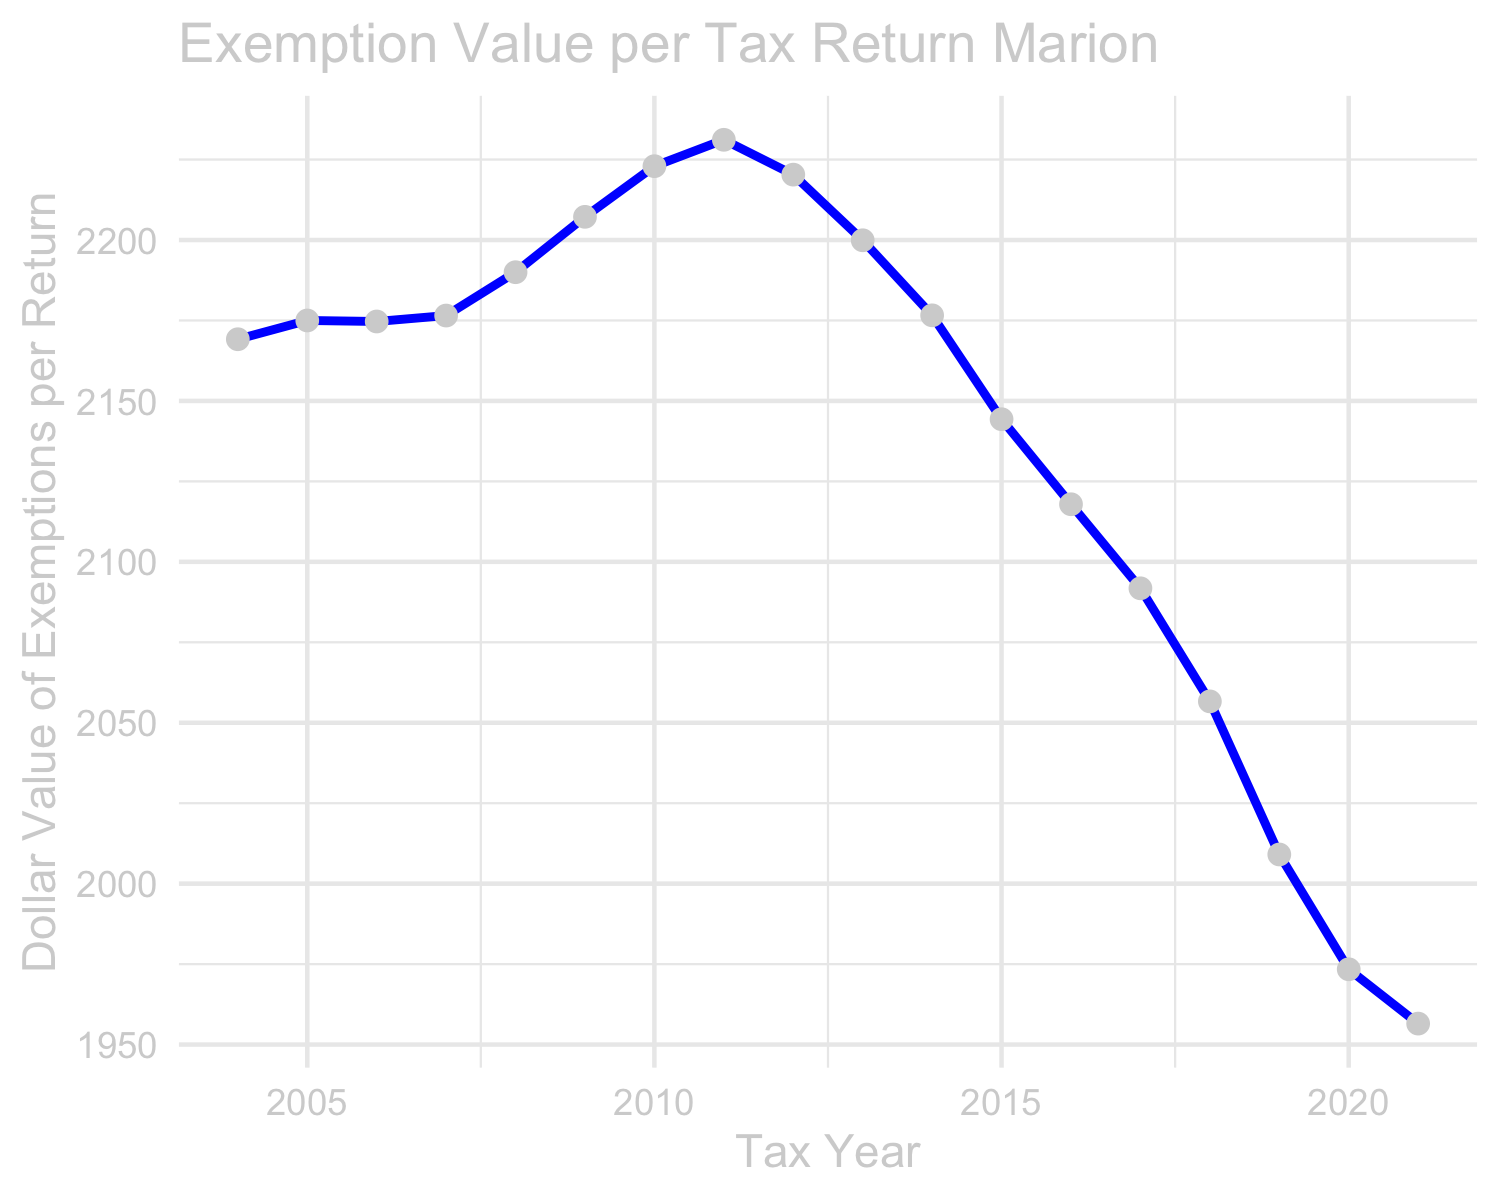 Exemption Value per Tax Return Marion
Dollar Value of Exemptions per Return
2200
2150
2100
2050
2000
1950
2005 2010 2015 2020
Tax Year